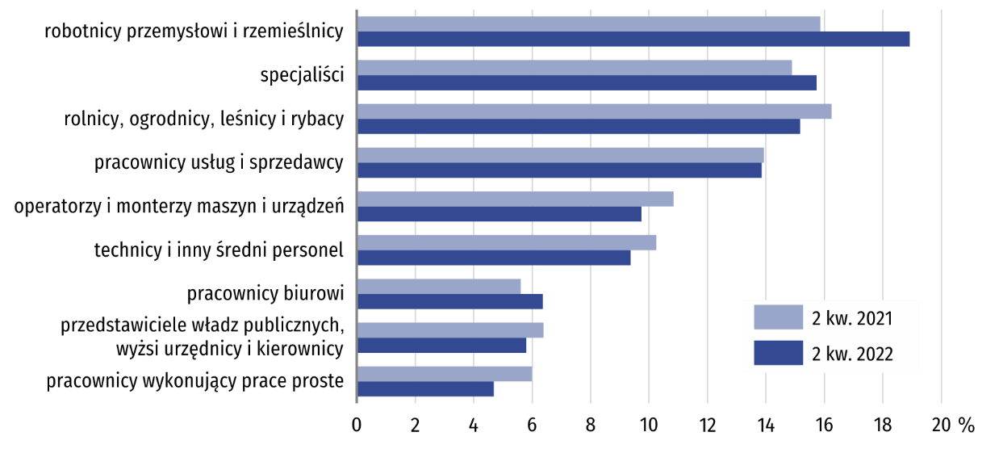 robotnicy przemysłowi i rzemieślnicy
specjaliści
rolnicy, ogrodnicy, leśnicy i rybacy
pracownicy usług i sprzedawcy
operatorzy i monterzy maszyn i urządzeń
technicy i inny średni personel
pracownicy biurowi
przedstawiciele władz publicznych,
wyżsi urzędnicy i kierownicy
pracownicy wykonujący prace proste
2 kw. 2021
2 kw. 2022
0 2 4 6 8 10 12 14 16 18 20 %